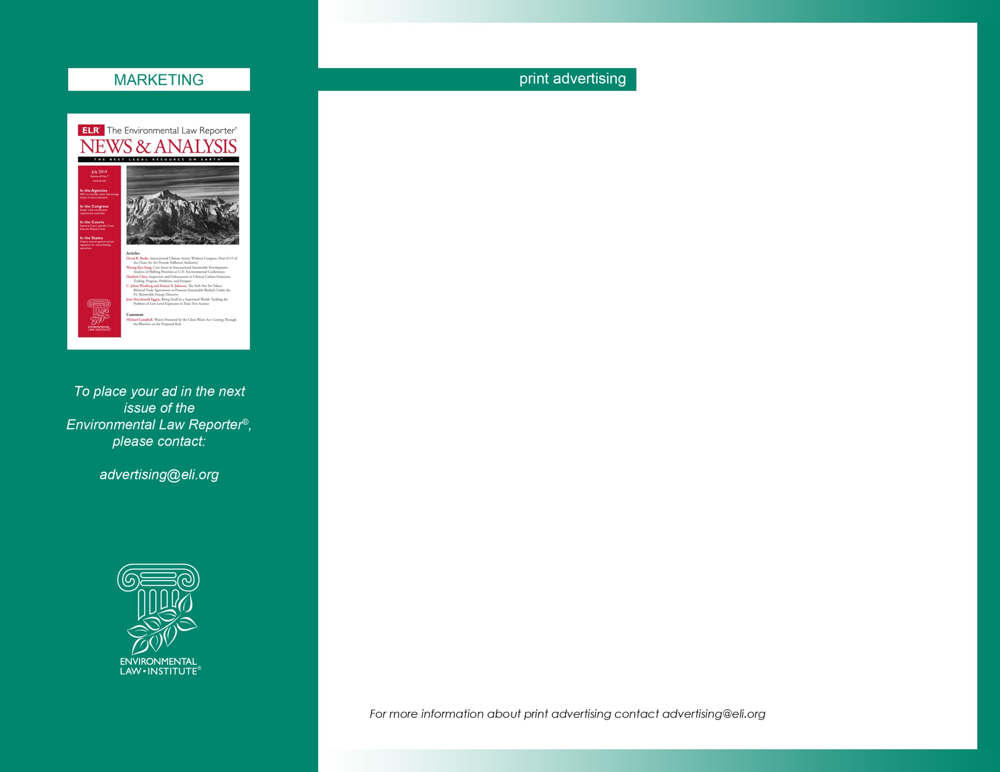 MARKETING
print advertising
ELR® The Environmental Law Reporter®
NEWS & ANALYSIS
THE BEST LEGAL RESOURCE ON EARTH™
July 2014
Volume 44 No. 7
www.elr.info
In the Agencies
NRC to consider spent fuel storage
impact in future decisions
In the Congress
Dealer CAA certification
requirement rescinded
In the Courts
Supreme Court upholds Cross-
State Air Pollution Rule
In the States
Virginia reissues general permit
regulation for animal feeding
operations
ENVIRONMENTAL
LAW•INSTITUTE®
Articles
David R. Baake, International Climate Action Without Congress: Does §115 of
the Clean Air Act Provide Sufficient Authority?
Woong Kyu Sung, Core Issues in International Sustainable Development:
Analysis of Shifting Priorities at U.N. Environmental Conferences
Huizhen Chen, Inspection and Enforcement in Chinese Carbon Emissions
Trading: Progress, Problems, and Prospect
C. Johan Westberg and Francis X. Johnson, The Path Not Yet Taken:
Bilateral Trade Agreements to Promote Sustainable Biofuels Under the
EU Renewable Energy Directive
Jean Macchiaroli Eggen, Being Small in a Supersized World: Tackling the
Problem of Low-Level Exposures in Toxic Tort Actions
Comment
Michael Campbell, Waters Protected by the Clean Water Act: Cutting Through
the Rhetoric on the Proposed Rule
To place your ad in the next
issue of the
Environmental Law Reporter®,
please contact:
advertising@eli.org
ENVIRONMENTAL
LAW•INSTITUTE®
For more information about print advertising contact advertising@eli.org